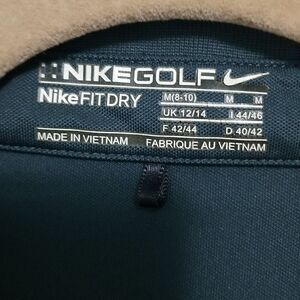 NIKEGOLF
NikeFITDRY
M(8-10) M M
UK 12/14 I 44/46
F 42/44 D 40/42
MADE IN VIETNAM FABRIQUE AU VIETNAM